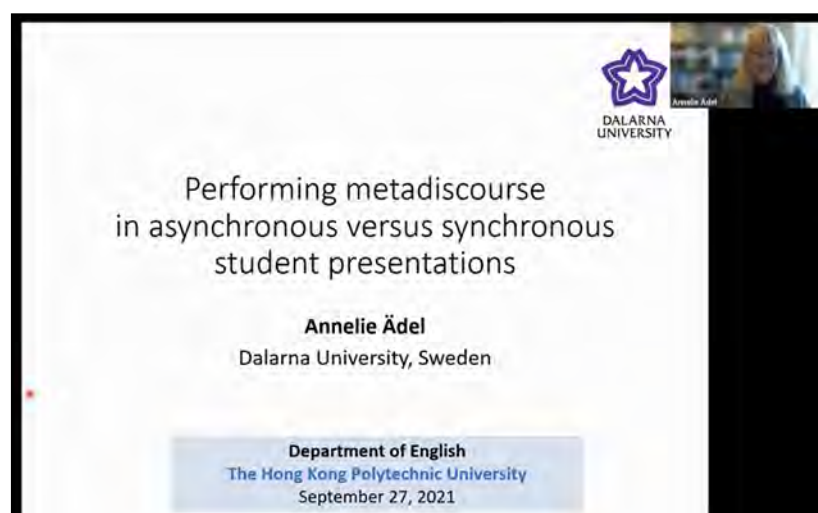 Annelie Ädel
DALARNA
UNIVERSITY
Performing metadiscourse
in asynchronous versus synchronous
student presentations
Annelie Ädel
Dalarna University, Sweden
Department of English
The Hong Kong Polytechnic University
September 27, 2021